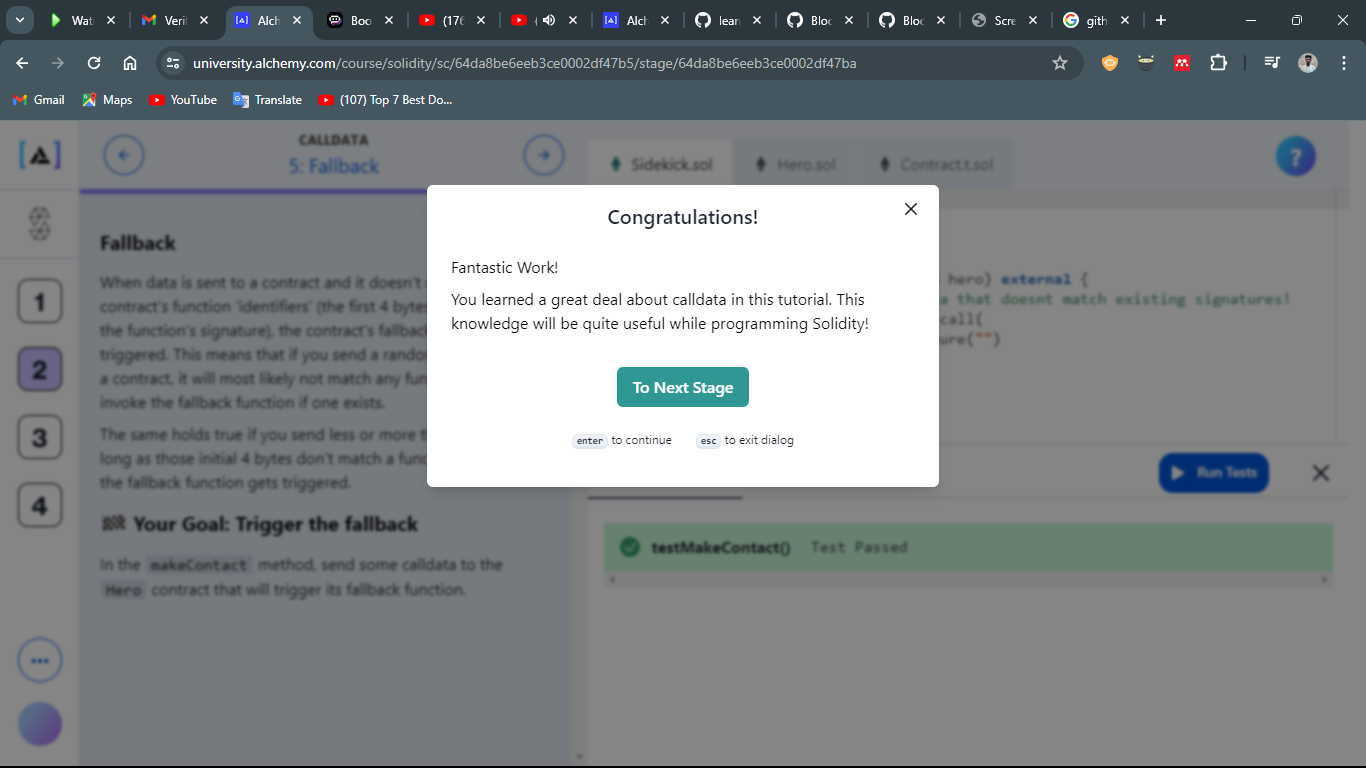 Wat
Verif
Alch
Boo
(176
(
Alch
lear
Bloc
Bloc
Scre
gith
university.alchemy.com/course/solidity/sc/64da8be6eeb3ce0002df47b5/stage/64da8be6eeb3ce0002df47ba
Gmail
Maps
YouTube
Translate
(107) Top 7 Best Do...
CALLDATA
5: Fallback
Sidekick.sol
Hero.sol
Contract.t.sol
?
1
2
3
4
Fallback
When data is sent to a contract and it doesn't
contract's function 'identifiers' (the first 4 byte
the function's signature), the contract's fallbac
triggered. This means that if you send a rando
a contract, it will most likely not match any fun
invoke the fallback function if one exists.
The same holds true if you send less or more t
long as those initial 4 bytes don't match a func
the fallback function gets triggered.
Your Goal: Trigger the fallback
In the makeContact method, send some calldata to the
Hero contract that will trigger its fallback function.
Congratulations!
Fantastic Work!
You learned a great deal about calldata in this tutorial. This
knowledge will be quite useful while programming Solidity!
To Next Stage
enter to continue
esc to exit dialog
hero) external {
a that doesnt match existing signatures!
call(
ure("")
Run Tests
testMakeContact() Test Passed